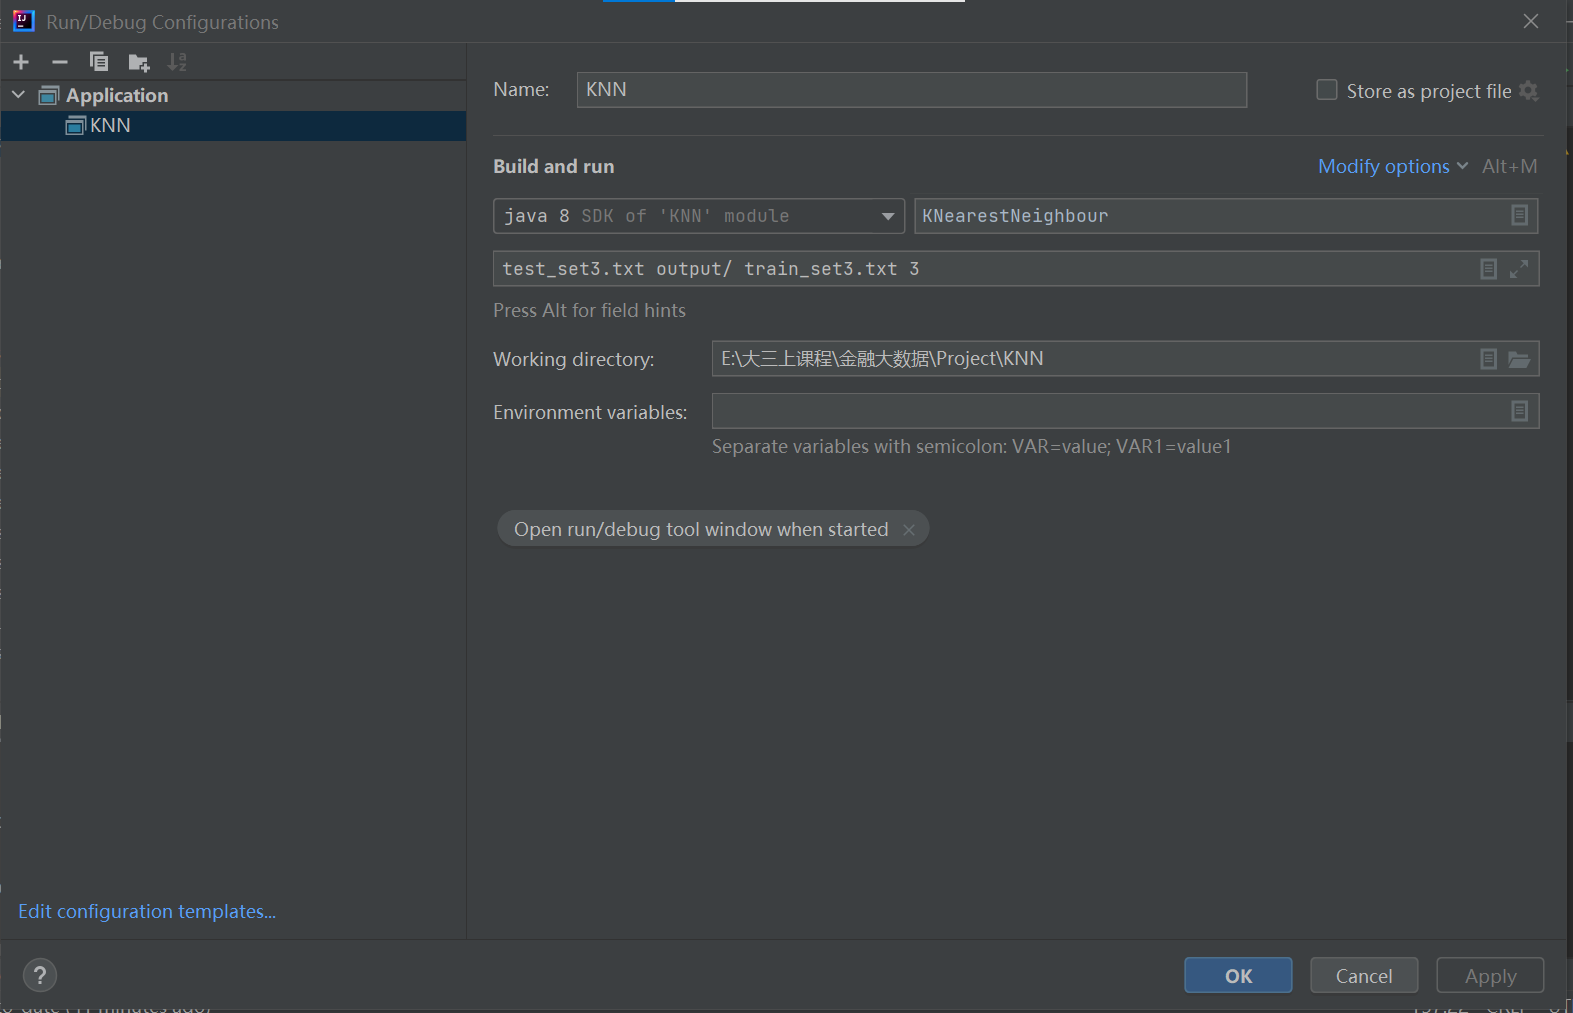 Run/Debug Configurations
Application
KNN
Name: KNN
Store as project file
Build and run
Modify options Alt+M
java 8 SDK of 'KNN' module
KNearestNeighbour
test_set3.txt output/ train_set3.txt 3
Press Alt for field hints
Working directory: E:\大三上课程\金融大数据\Project\KNN
Environment variables:
Separate variables with semicolon: VAR=value; VAR1=value1
Open run/debug tool window when started
Edit configuration templates...
?
OK
Cancel
Apply